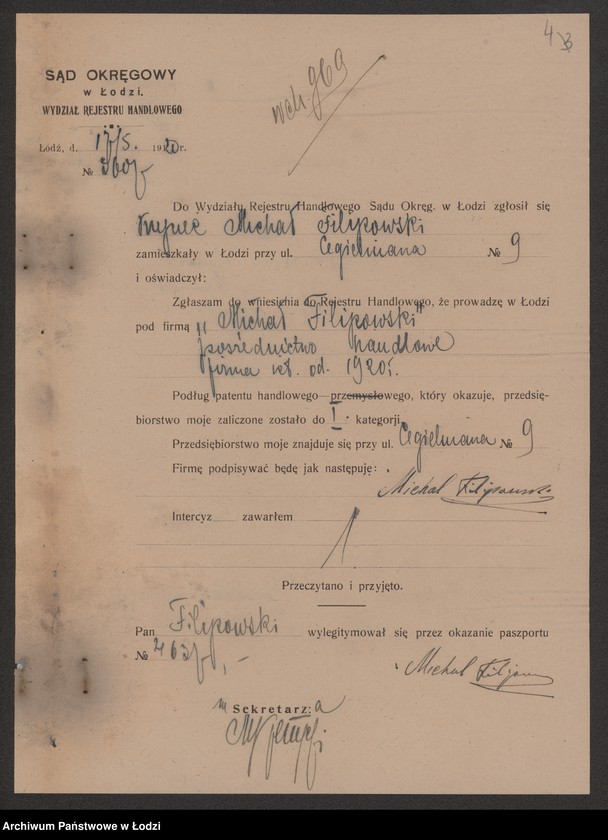 4
SĄD OKRĘGOWY
w Łodzi.
WYDZIAŁ REJESTRU HANDLOWEGO
wch 969
Łódź, d. 17/5. 1920 r.
№
Do Wydziału Rejestru Handlowego Sądu Okręg. w Łodzi zgłosił się
Michał Filipowski
zamieszkały w Łodzi przy ul. Cegielniana № 9
i oświadczył:
Zgłaszam do wniesienia do Rejestru Handlowego, że prowadzę w Łodzi
pod firmą „Michał Filipowski"
pośrednictwo handlowe
firma ist. od. 1920 r.
Podług patentu handlowego—przemysłowego, który okazuje, przedsię-
biorstwo moje zaliczone zostało do I. kategorji
Przedsiębiorstwo moje znajduje się przy ul. Cegielniana № 9
Firmę podpisywać będę jak następuje:
Michał Filipowski
Intercyz zawarłem
Przeczytano i przyjęto.
Pan Filipowski wylegitymował się przez okazanie paszportu
№
Michał Filipowski
Sekretarz:
Archiwum Państwowe w Łodzi